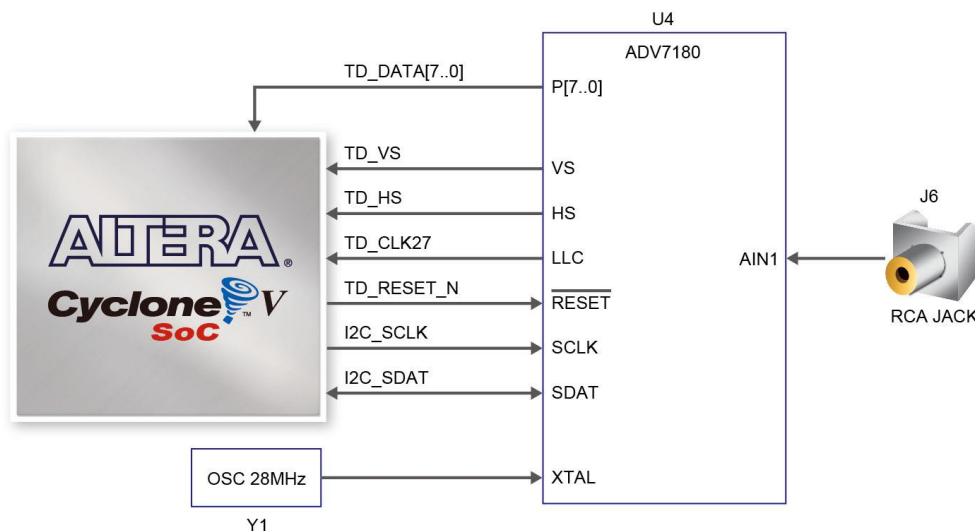 U4
ADV7180
TD_DATA[7..0]
P[7..0]
TD_VS
VS
TD_HS
HS
J6
TD_CLK27
LLC
AIN1
TD_RESET_N
RESET
RCA JACK
I2C_SCLK
SCLK
I2C_SDAT
SDAT
ALTERA®
Cyclone™ V
SoC
OSC 28MHz
XTAL
Y1